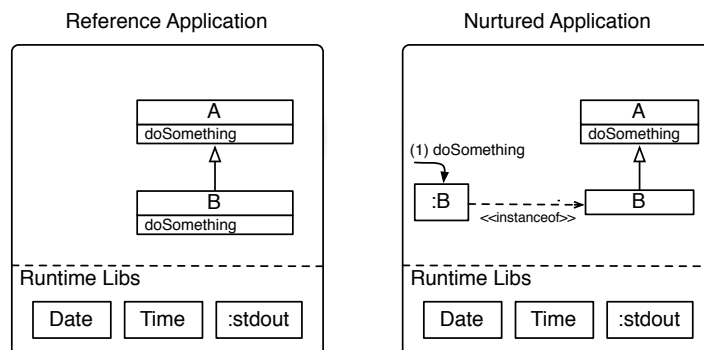 Reference Application
Nurtured Application
A
doSomething
B
doSomething
Runtime Libs
Date
Time
:stdout
A
doSomething
(1) doSomething
:B
<<instanceof>>
B
Runtime Libs
Date
Time
:stdout